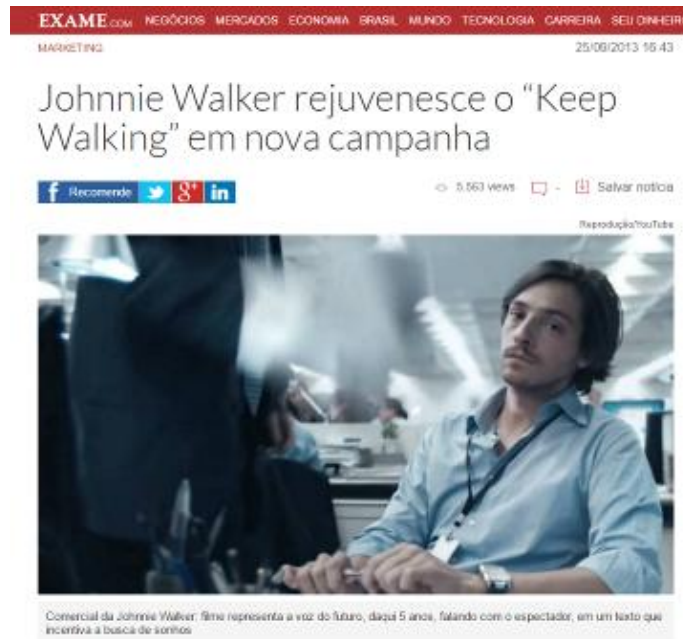 EXAME.COM NEGÓCIOS MERCADOS ECONOMIA BRASIL MUNDO TECNOLOGIA CARREIRA SEU DINHEIR
MARKETING 25/06/2013 16:43
Johnnie Walker rejuvenesce o “Keep
Walking” em nova campanha
f Recomende g+ in 5.563 views - Salvar notícia
Reprodução/YouTube
Comercial da Johnnie Walker: filme representa a voz do futuro, daqui 5 anos, falando com o espectador, em um texto que
incentiva a busca de sonhos